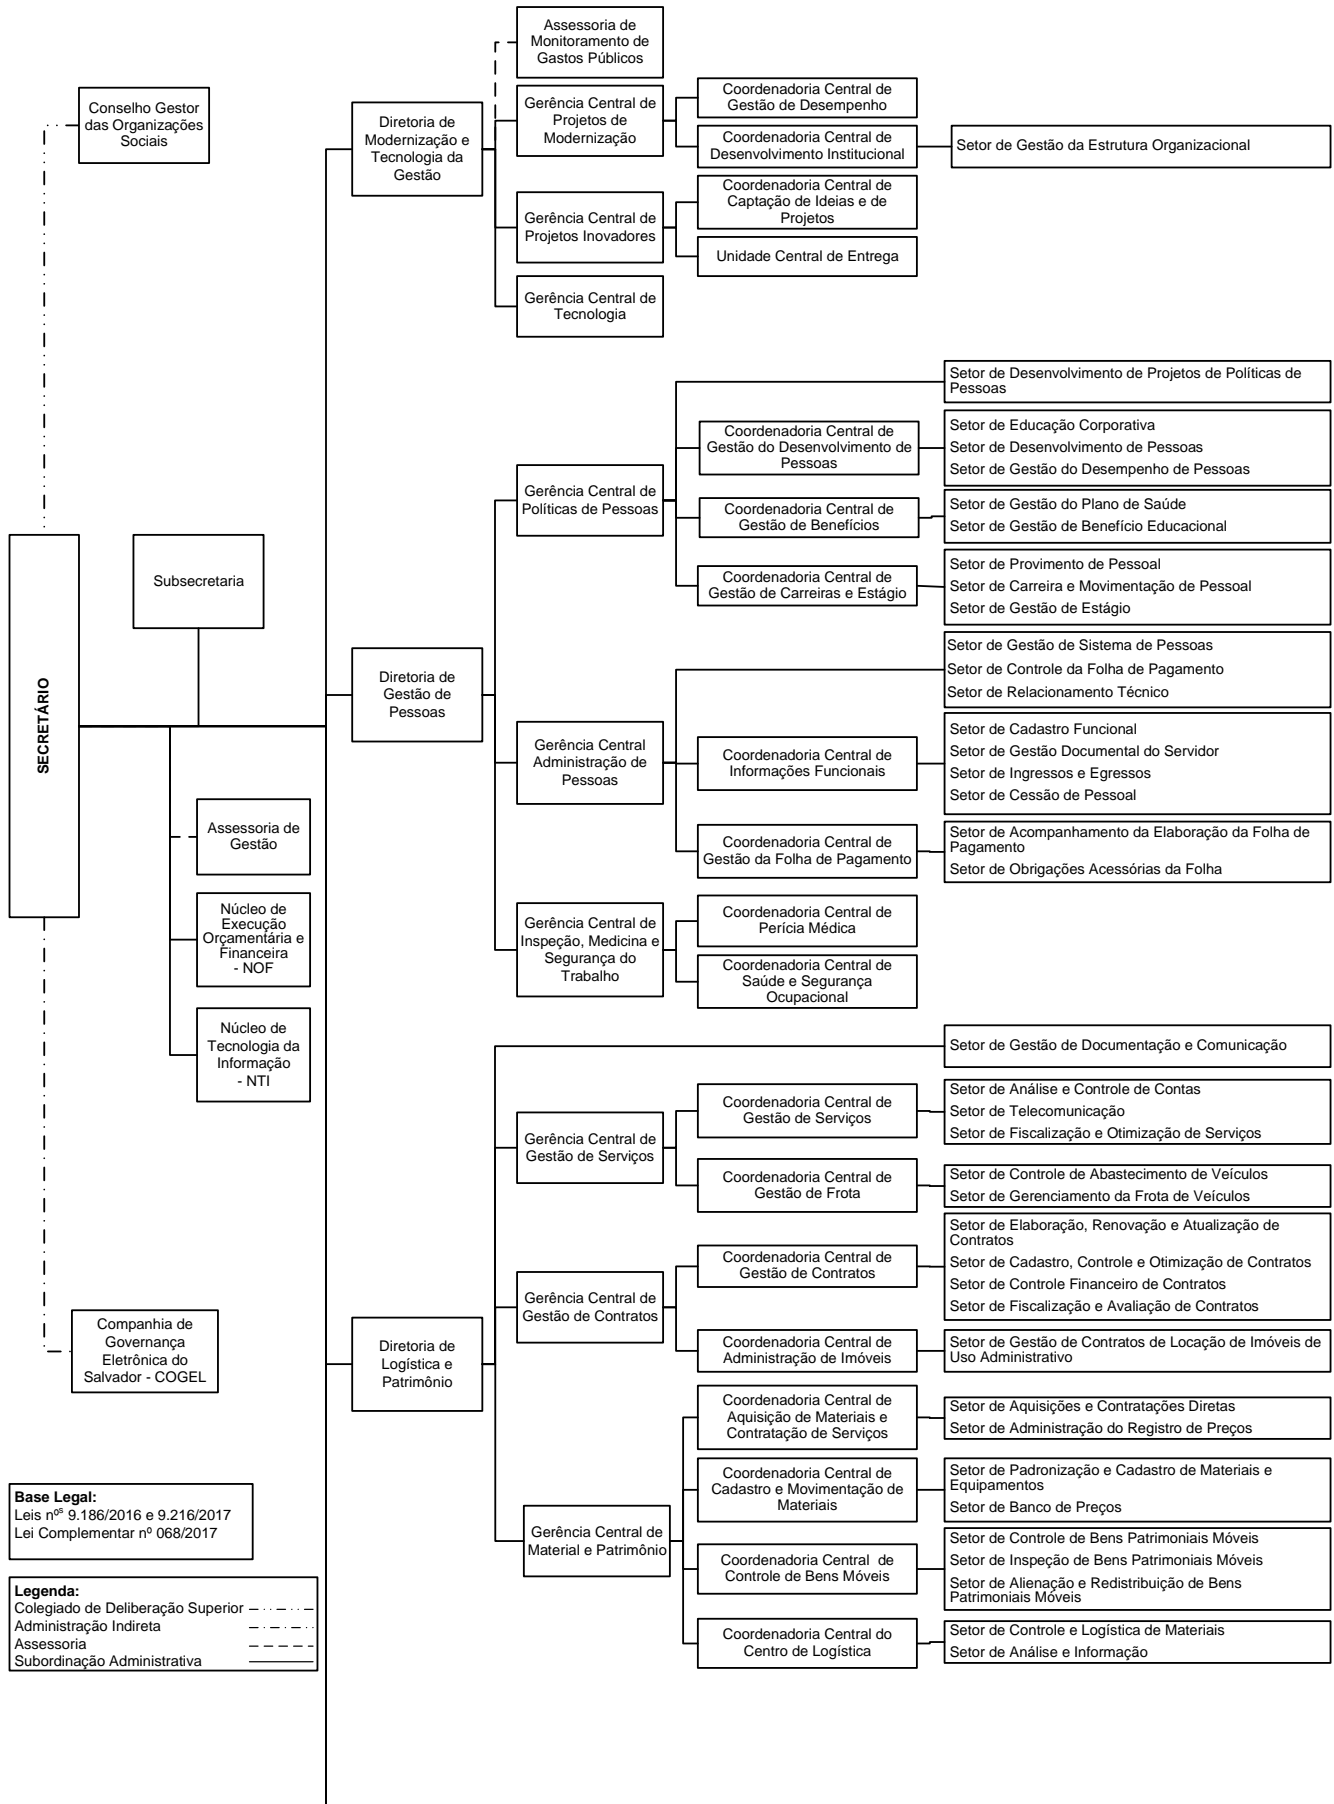 Assessoria de
Monitoramento de
Gastos Públicos
Conselho Gestor
das Organizações
Sociais
Diretoria de
Modernização e
Tecnologia da
Gestão
Gerência Central de
Projetos de
Modernização
Coordenadoria Central de
Gestão de Desempenho
Coordenadoria Central de
Desenvolvimento Institucional
Setor de Gestão da Estrutura Organizacional
Gerência Central de
Projetos Inovadores
Coordenadoria Central de
Captação de Ideias e de
Projetos
Unidade Central de Entrega
Gerência Central de
Tecnologia
Setor de Desenvolvimento de Projetos de Políticas de
Pessoas
Coordenadoria Central de
Gestão do Desenvolvimento de
Pessoas
Setor de Educação Corporativa
Setor de Desenvolvimento de Pessoas
Setor de Gestão do Desempenho de Pessoas
Gerência Central de
Políticas de Pessoas
Coordenadoria Central de
Gestão de Benefícios
Setor de Gestão do Plano de Saúde
Setor de Gestão de Benefício Educacional
Coordenadoria Central de
Gestão de Carreiras e Estágio
Setor de Provimento de Pessoal
Setor de Carreira e Movimentação de Pessoal
Setor de Gestão de Estágio
SECRETÁRIO
Subsecretaria
Diretoria de
Gestão de
Pessoas
Setor de Gestão de Sistema de Pessoas
Setor de Controle da Folha de Pagamento
Setor de Relacionamento Técnico
Gerência Central
Administração de
Pessoas
Coordenadoria Central de
Informações Funcionais
Setor de Cadastro Funcional
Setor de Gestão Documental do Servidor
Setor de Ingressos e Egressos
Setor de Cessão de Pessoal
Coordenadoria Central de
Gestão da Folha de Pagamento
Setor de Acompanhamento da Elaboração da Folha de
Pagamento
Setor de Obrigações Acessórias da Folha
Assessoria de
Gestão
Núcleo de
Execução
Orçamentária e
Financeira
- NOF
Núcleo de
Tecnologia da
Informação
- NTI
Gerência Central de
Inspeção, Medicina e
Segurança do
Trabalho
Coordenadoria Central de
Perícia Médica
Coordenadoria Central de
Saúde e Segurança
Ocupacional
Setor de Gestão de Documentação e Comunicação
Gerência Central de
Gestão de Serviços
Coordenadoria Central de
Gestão de Serviços
Setor de Análise e Controle de Contas
Setor de Telecomunicação
Setor de Fiscalização e Otimização de Serviços
Coordenadoria Central de
Gestão de Frota
Setor de Controle de Abastecimento de Veículos
Setor de Gerenciamento da Frota de Veículos
Gerência Central de
Gestão de Contratos
Coordenadoria Central de
Gestão de Contratos
Setor de Elaboração, Renovação e Atualização de
Contratos
Setor de Cadastro, Controle e Otimização de Contratos
Setor de Controle Financeiro de Contratos
Setor de Fiscalização e Avaliação de Contratos
Coordenadoria Central de
Administração de Imóveis
Setor de Gestão de Contratos de Locação de Imóveis de
Uso Administrativo
Companhia de
Governança
Eletrônica do
Salvador - COGEL
Diretoria de
Logística e
Patrimônio
Coordenadoria Central de
Aquisição de Materiais e
Contratação de Serviços
Setor de Aquisições e Contratações Diretas
Setor de Administração do Registro de Preços
Coordenadoria Central de
Cadastro e Movimentação de
Materiais
Setor de Padronização e Cadastro de Materiais e
Equipamentos
Setor de Banco de Preços
Gerência Central de
Material e Patrimônio
Coordenadoria Central de
Controle de Bens Móveis
Setor de Controle de Bens Patrimoniais Móveis
Setor de Inspeção de Bens Patrimoniais Móveis
Setor de Alienação e Redistribuição de Bens
Patrimoniais Móveis
Coordenadoria Central do
Centro de Logística
Setor de Controle e Logística de Materiais
Setor de Análise e Informação
Base Legal:
Leis nºˢ 9.186/2016 e 9.216/2017
Lei Complementar nº 068/2017
Legenda:
Colegiado de Deliberação Superior
Administração Indireta
Assessoria
Subordinação Administrativa